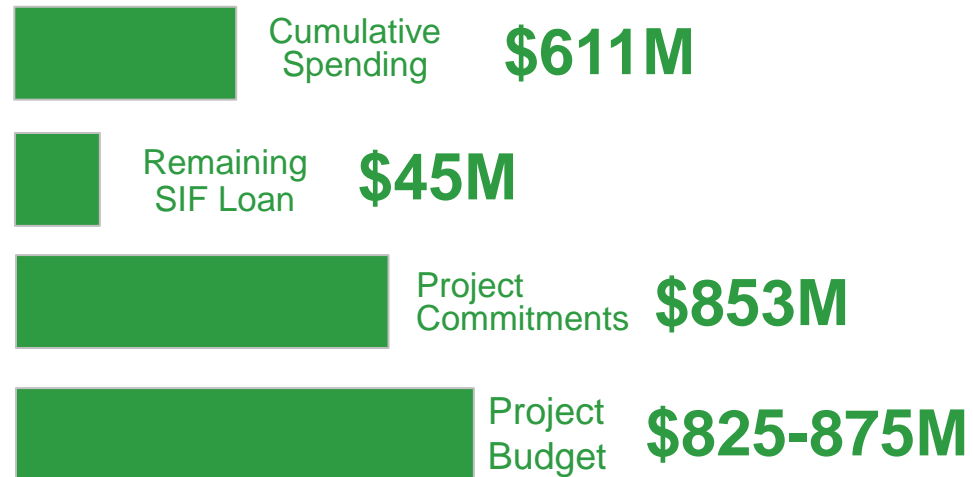 Cumulative
Spending
$611M
Remaining
SIF Loan
$45M
Project
Commitments
$853M
Project
Budget
$825-875M